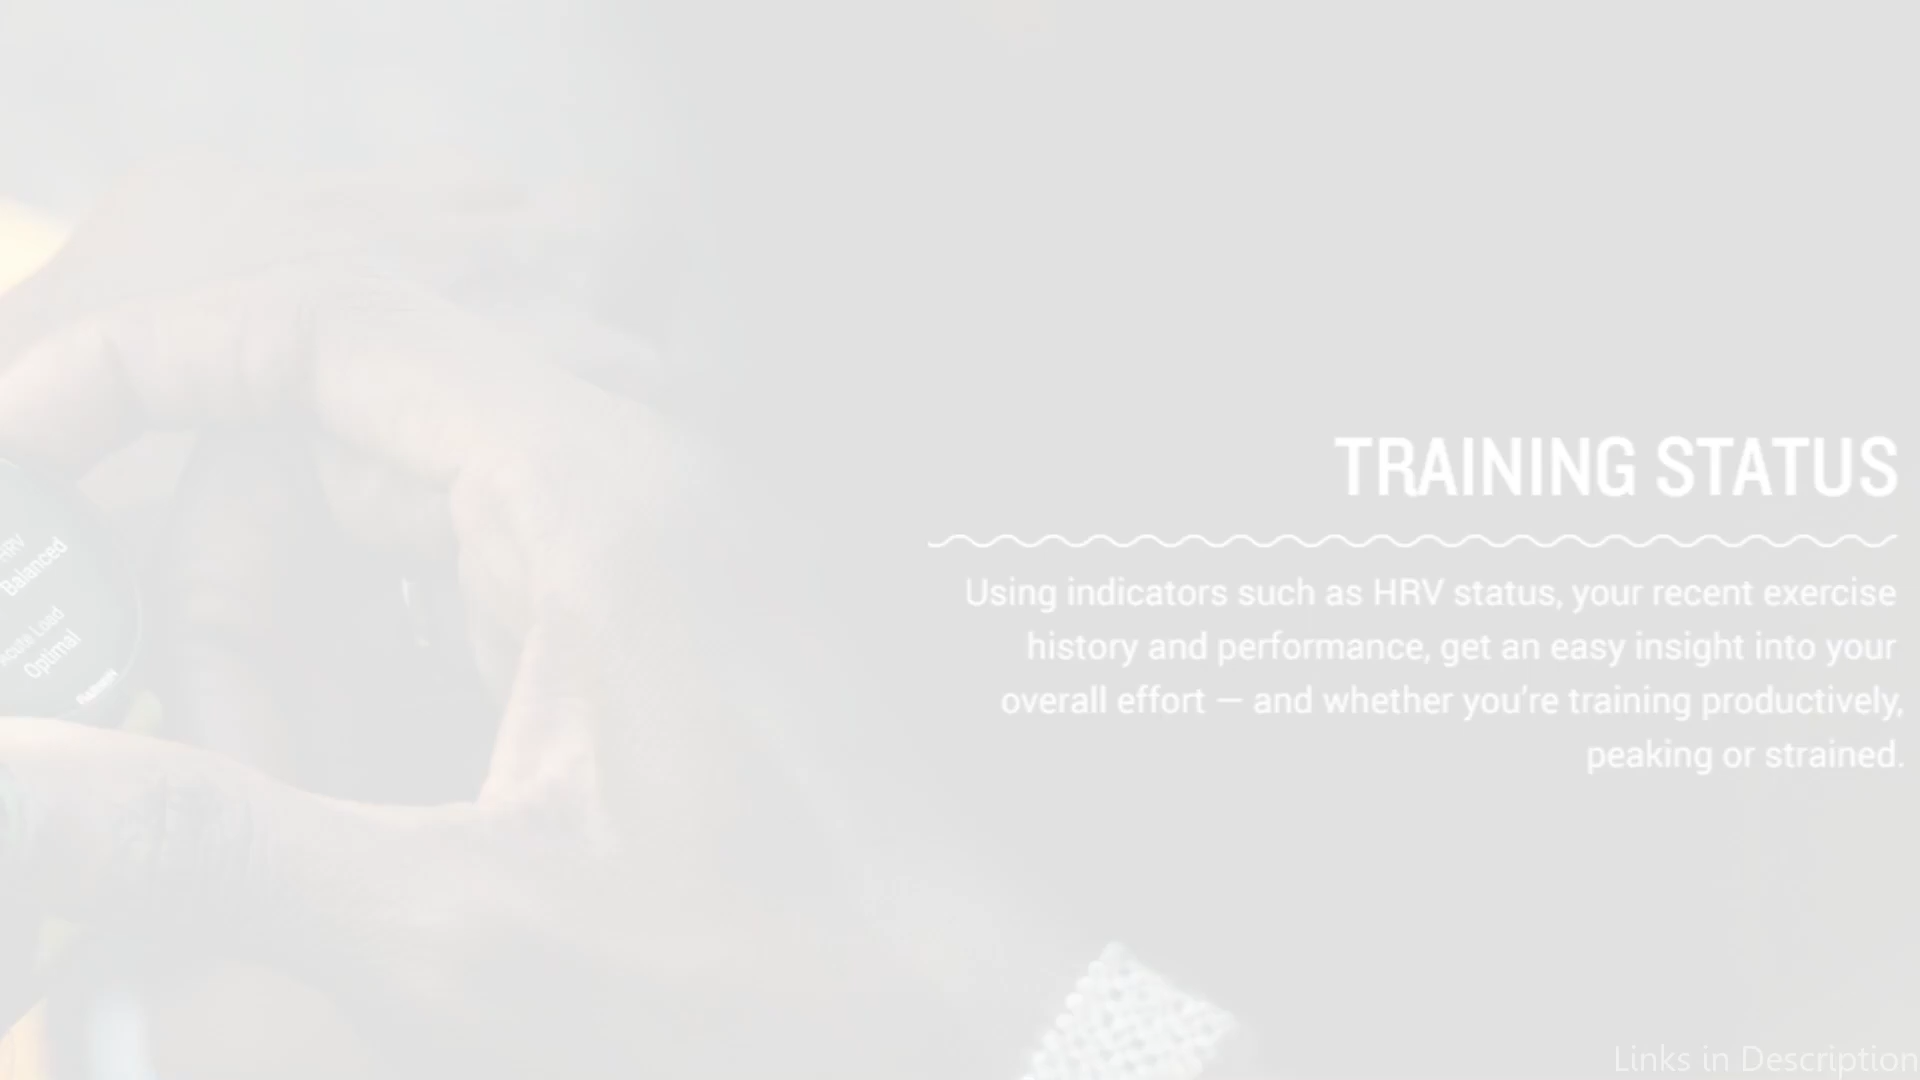 TRAINING STATUS
Using indicators such as HRV status, your recent exercise
history and performance, get an easy insight into your
overall effort — and whether you’re training productively,
peaking or strained.
HRV
Balanced
Acute Load
Optimal
Links in Description